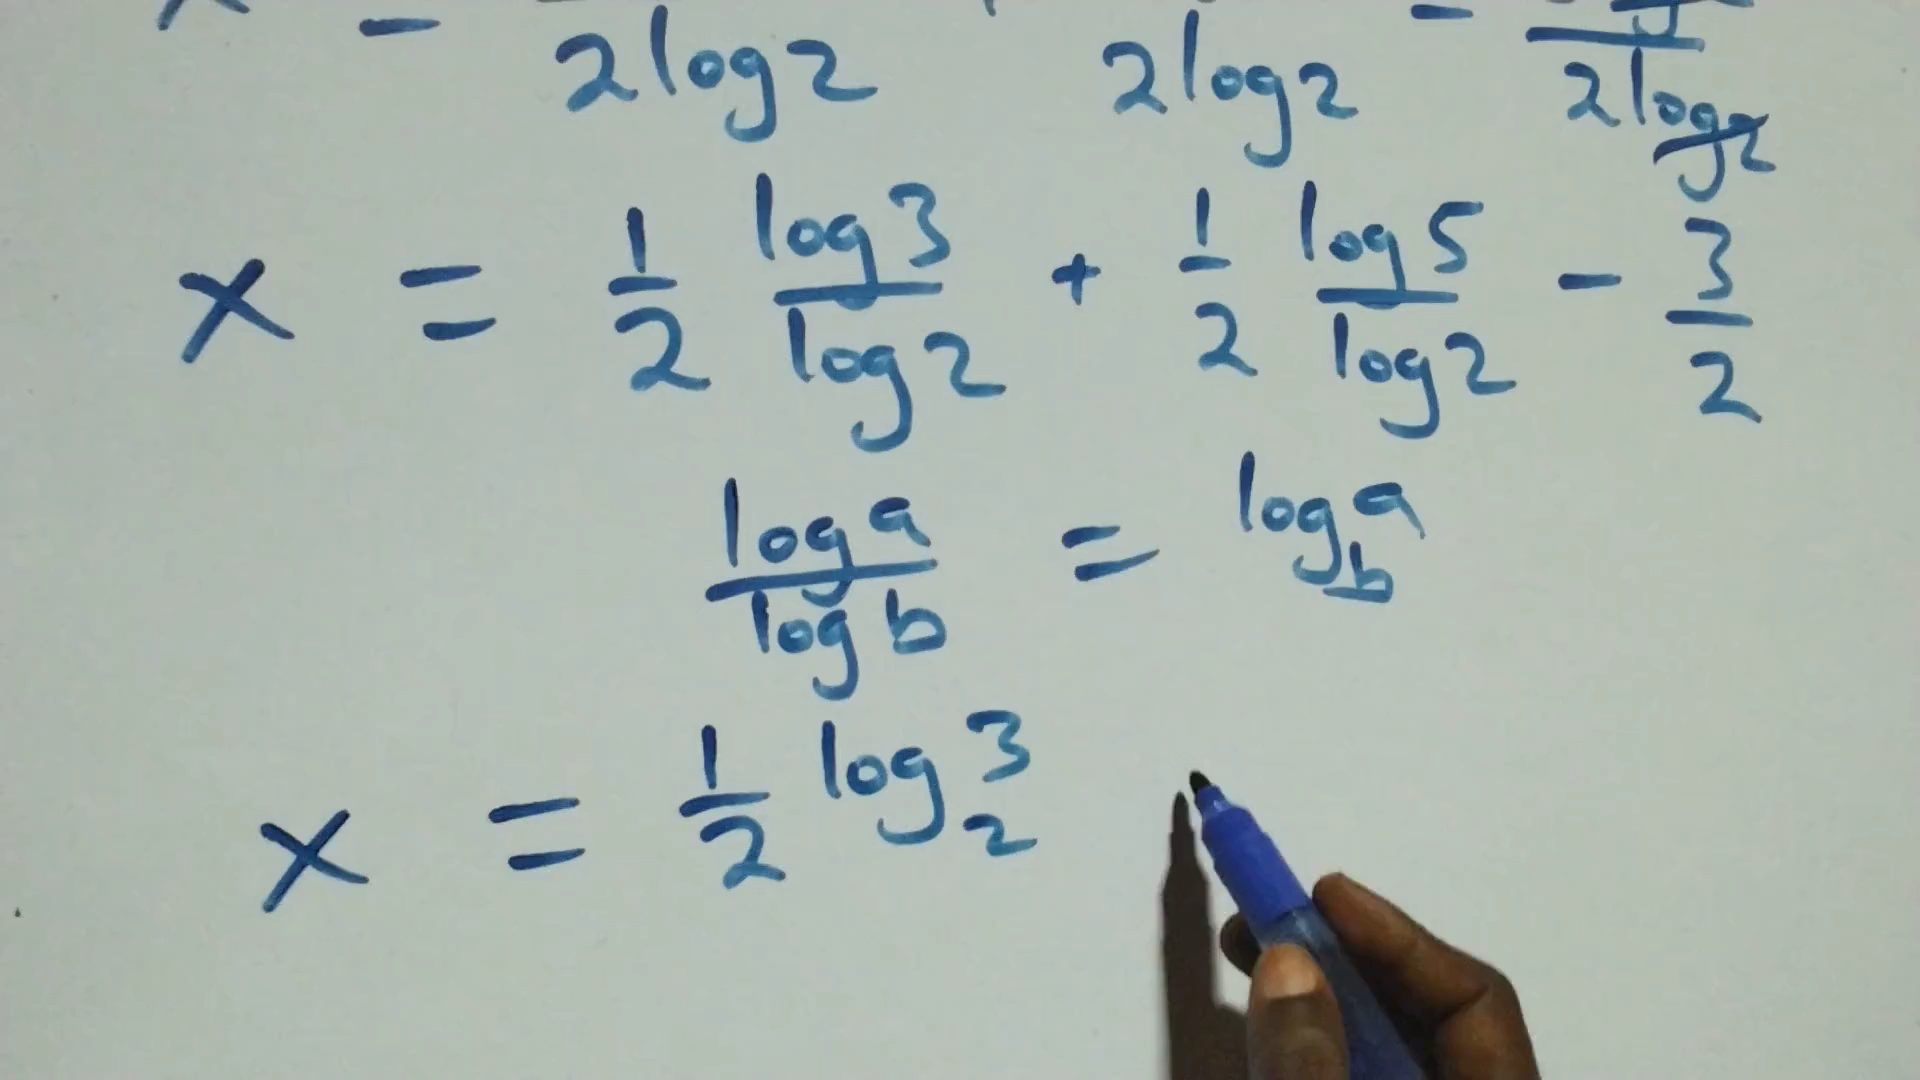 x = 2log2 2log2 - 2log2
x = 1/2 log3/log2 + 1/2 log5/log2 - 3/2
log a/log b = log_b a
x = 1/2 log_2 3